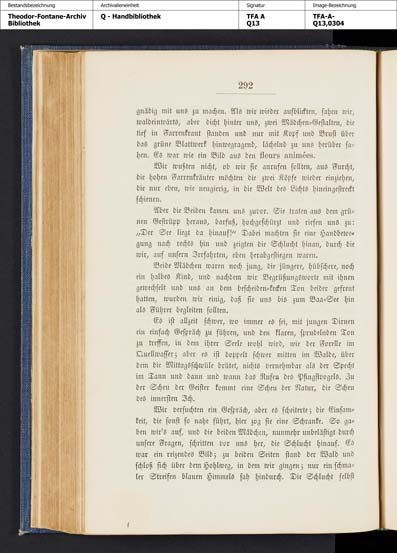 Bestandsbezeichnung
Archivalieneinheit
Signatur
Image-Bezeichnung
Theodor-Fontane-Archiv
Bibliothek
Q - Handbibliothek
TFA A
Q13
TFA-A-
Q13,0304
292
gnädig mit uns zu machen. Als wir wieder aufblickten, sahen wir,
waldeinwärts, aber dicht hinter uns, zwei Mädchen-Gestalten, die
tief in Farrenkraut standen und nur mit Kopf und Brust über
das grüne Blattwerk hinwegragend, lächelnd zu uns herüber sa-
hen. Es war wie ein Bild aus den fleurs animées.
Wir wußten nicht, ob wir sie anrufen sollten, aus Furcht,
die hohen Farrenkräuter möchten die zwei Köpfe wieder einziehen,
die nur eben, wie neugierig, in die Welt des Lichts hineingesteckt
schienen.
Aber die Beiden kamen uns zuvor. Sie traten aus dem grü-
nen Gestrüpp heraus, barfuß, hochgeschürzt und riefen uns zu:
„Der See liegt da hinauf!“ Dabei machten sie eine Handbewe-
gung nach rechts hin und zeigten die Schlucht hinan, durch die
wir, auf unsern Irrfahrten, eben herabgestiegen waren.
Beide Mädchen waren noch jung, die jüngere, hübschere, noch
ein halbes Kind, und nachdem wir Begrüßungsworte mit ihnen
gewechselt und uns an dem bescheiden-kecken Ton beider gefreut
hatten, wurden wir einig, daß sie uns bis zum Baa-See hin
als Führer begleiten sollten.
Es ist allzeit schwer, wo immer es sei, mit jungen Dirnen
ein einfach Gespräch zu führen, und den klaren, sprudelnden Ton
zu treffen, in dem ihrer Seele wohl wird, wie der Forelle im
Quellwasser; aber es ist doppelt schwer mitten im Walde, über
dem die Mittagsschwüle brütet, nichts vernehmbar als der Specht
im Tann und dann und wann das Rufen des Pfingstvogels. Zu
der Scheu der Geister kommt eine Scheu der Natur, die Scheu
des innersten Ich.
Wir versuchten ein Gespräch, aber es scheiterte; die Einsam-
keit, die sonst so nahe führt, hier zog sie eine Schranke. So ga-
ben wir's auf, und die beiden Mädchen, nunmehr unbelästigt durch
unsere Fragen, schritten vor uns her, die Schlucht hinauf. Es
war ein reizendes Bild; zu beiden Seiten stand der Wald und
schloß sich über dem Hohlweg, in dem wir gingen; nur ein schma-
ler Streifen blauen Himmels sah hindurch. Die Schlucht selbst